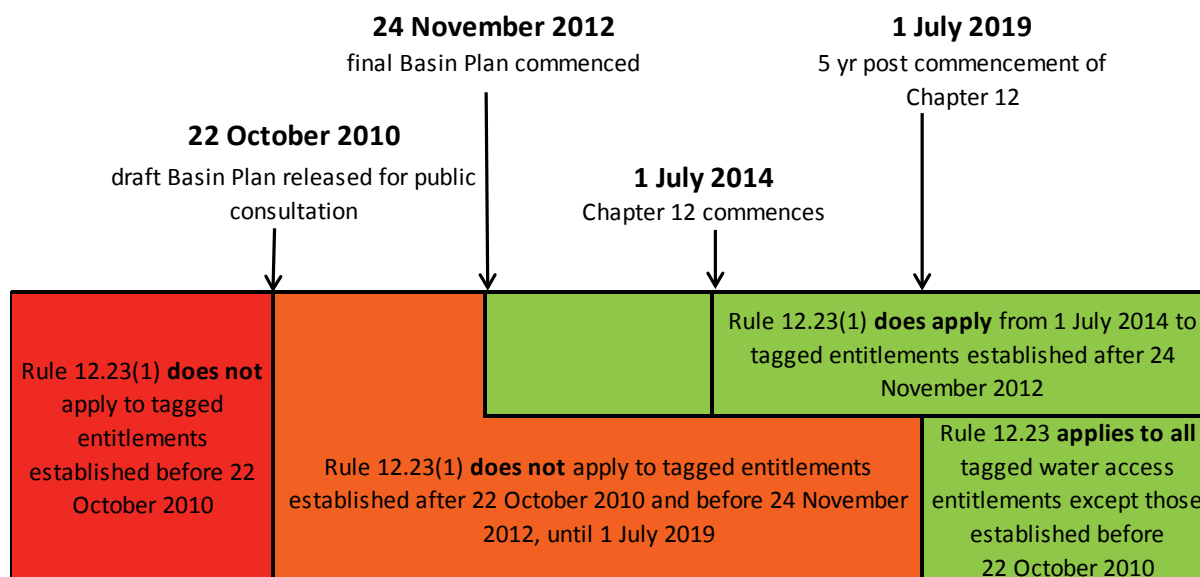 24 November 2012
final Basin Plan commenced
1 July 2019
5 yr post commencement of
Chapter 12
22 October 2010
draft Basin Plan released for public
consultation
1 July 2014
Chapter 12 commences
Rule 12.23(1) does not
apply to tagged
entitlements
established before 22
October 2010
Rule 12.23(1) does not apply to tagged entitlements
established after 22 October 2010 and before 24 November
2012, until 1 July 2019
Rule 12.23(1) does apply from 1 July 2014 to
tagged entitlements established after 24
November 2012
Rule 12.23 applies to all
tagged water access
entitlements except those
established before
22 October 2010